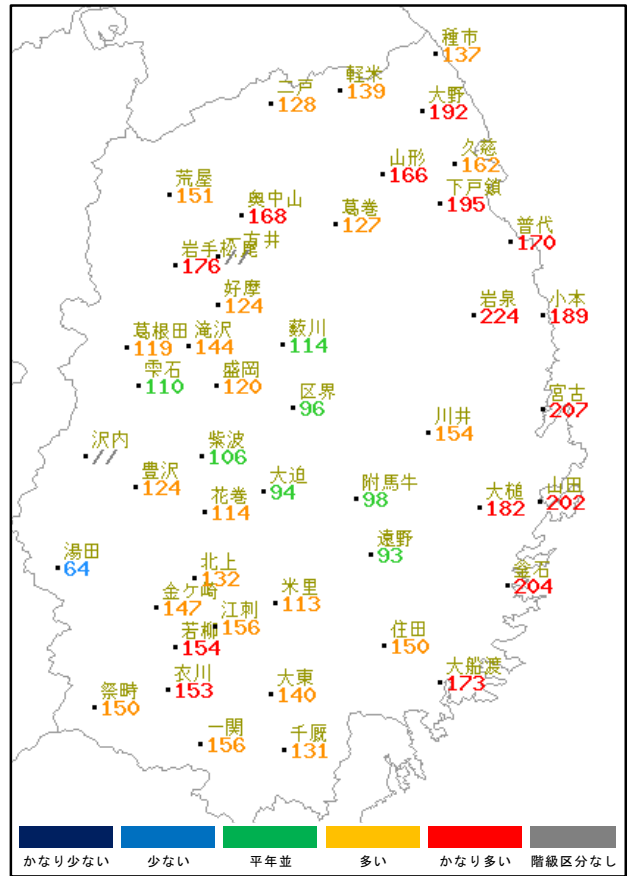 種市
137
軽米
139
二戸
128
大野
192
久慈
162
山形
166
下戸鎖
195
荒屋
151
奥中山
168
葛巻
127
普代
170
一方井
//
岩手松尾
176
好摩
124
岩泉
224
小本
189
葛根田
119
滝沢
144
薮川
114
雫石
110
盛岡
120
区界
96
宮古
207
川井
154
沢内
//
紫波
106
豊沢
124
大迫
94
附馬牛
98
花巻
114
大槌
182
山田
202
湯田
64
遠野
93
北上
132
釜石
204
金ケ崎
147
米里
113
江刺
156
若柳
154
住田
150
衣川
153
大東
140
大船渡
173
祭畤
150
一関
156
千厩
131
かなり少ない
少ない
平年並
多い
かなり多い
階級区分なし